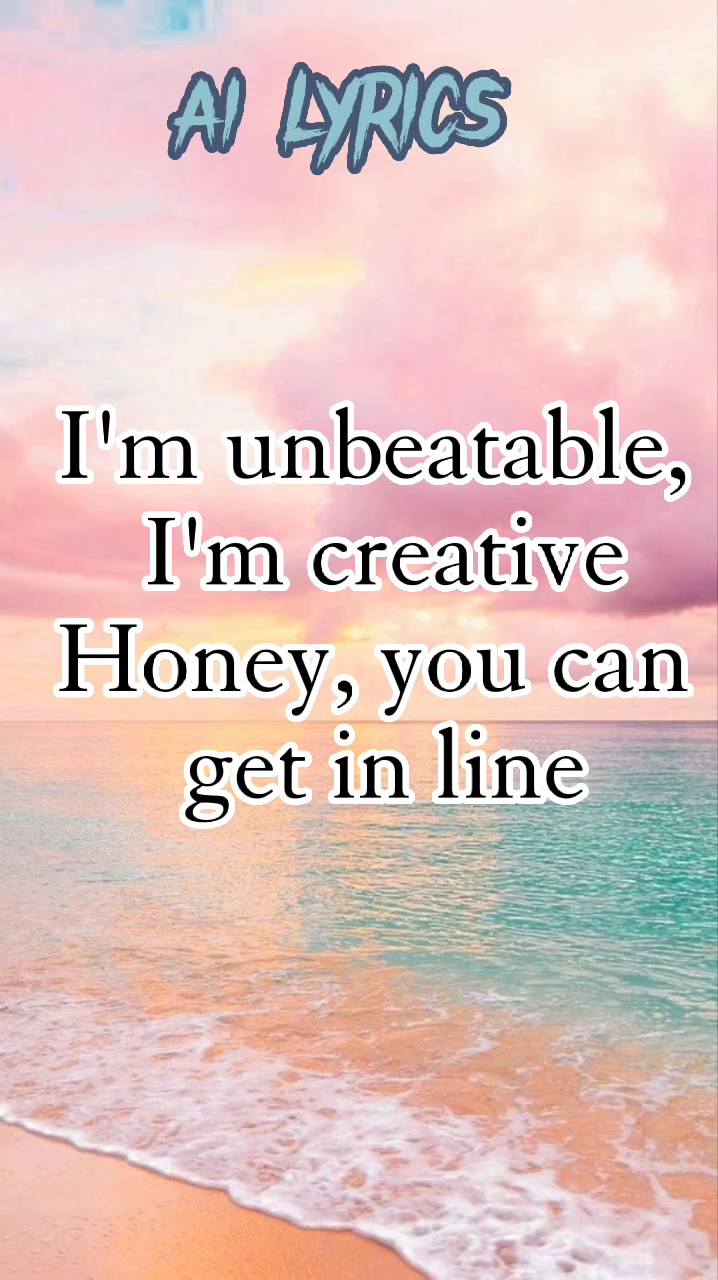 AI LYRICS
I'm unbeatable,
I'm creative
Honey, you can
get in line